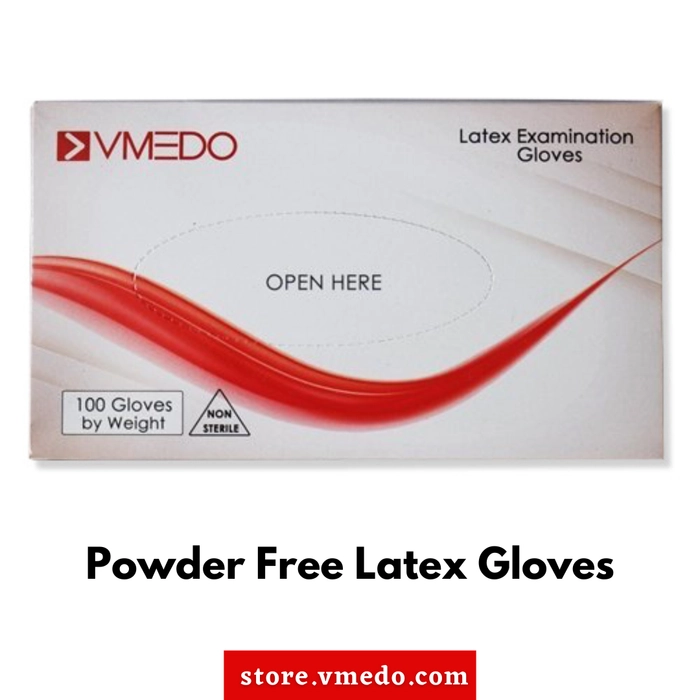 VMEDO
Latex Examination
Gloves
OPEN HERE
100 Gloves
by Weight
NON
STERILE
Powder Free Latex Gloves
store.vmedo.com